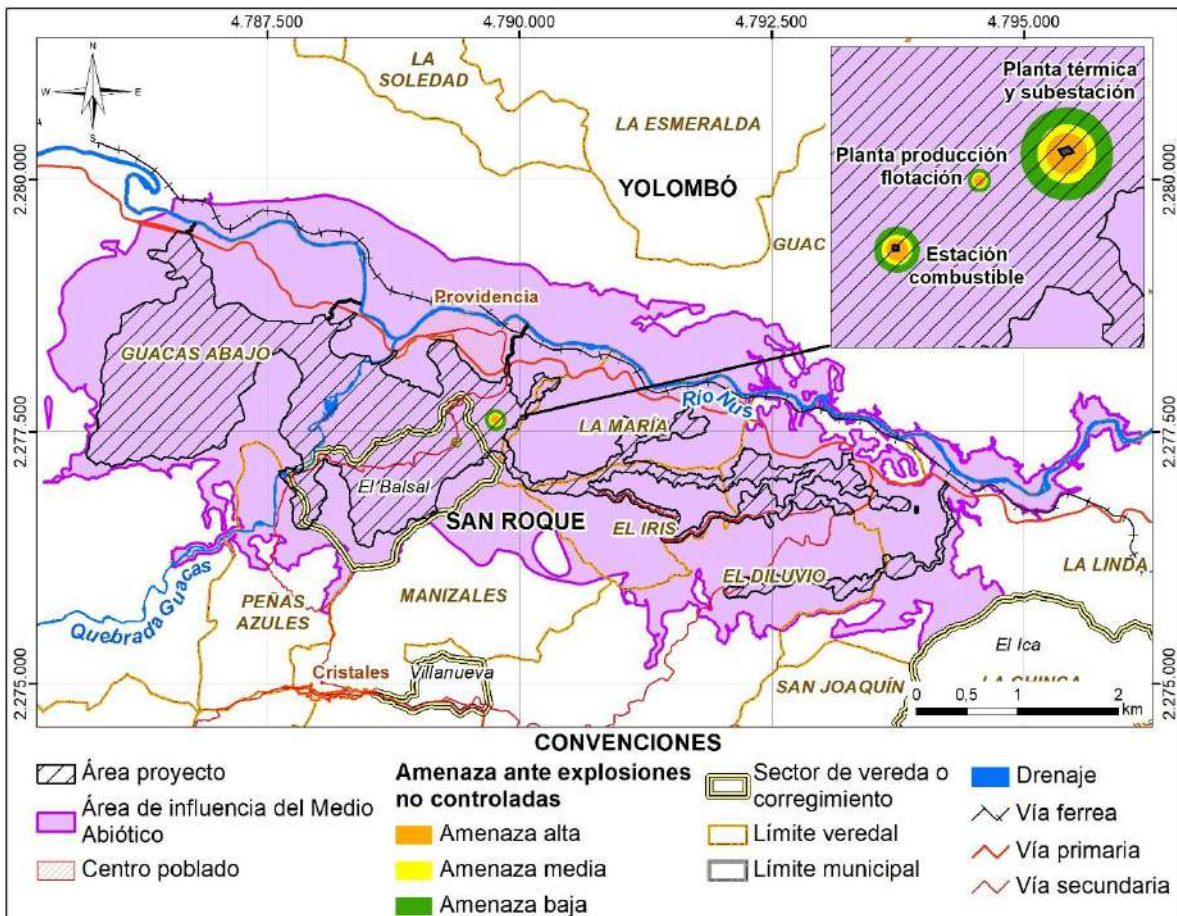 4.787.500
4.790.000
4.792.500
4.795.000
N
W E
S
LA
SOLEDAD
LA ESMERALDA
YOLOMBÓ
GUAC
Planta térmica
y subestación
Planta producción
flotación
Estación
combustible
2.280.000
2.280.000
Providencia
GUACAS ABAJO
Río Nus
LA MARÍA
2.277.500
2.277.500
El Balsal
SAN ROQUE
EL IRIS
EL DILUVIO
LA LINDA
Quebrada Guacas
PEÑAS
AZULES
MANIZALES
Cristales
Villanueva
SAN JOAQUÍN
El Ica
2.275.000
2.275.000
0 0,5 1 2
km
CONVENCIONES
Área proyecto
Área de influencia del Medio
Abiótico
Centro poblado
Amenaza ante explosiones
no controladas
Amenaza alta
Amenaza media
Amenaza baja
Sector de vereda o
corregimiento
Límite veredal
Límite municipal
Drenaje
Vía ferrea
Vía primaria
Vía secundaria